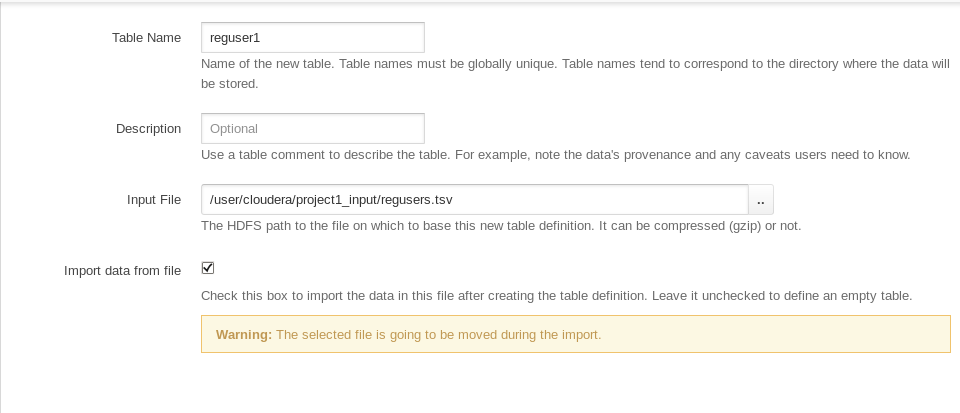 Table Name
reguser1
Name of the new table. Table names must be globally unique. Table names tend to correspond to the directory where the data will
be stored.
Description
Optional
Use a table comment to describe the table. For example, note the data's provenance and any caveats users need to know.
Input File
/user/cloudera/project1_input/regusers.tsv
..
The HDFS path to the file on which to base this new table definition. It can be compressed (gzip) or not.
Import data from file
Check this box to import the data in this file after creating the table definition. Leave it unchecked to define an empty table.
Warning: The selected file is going to be moved during the import.